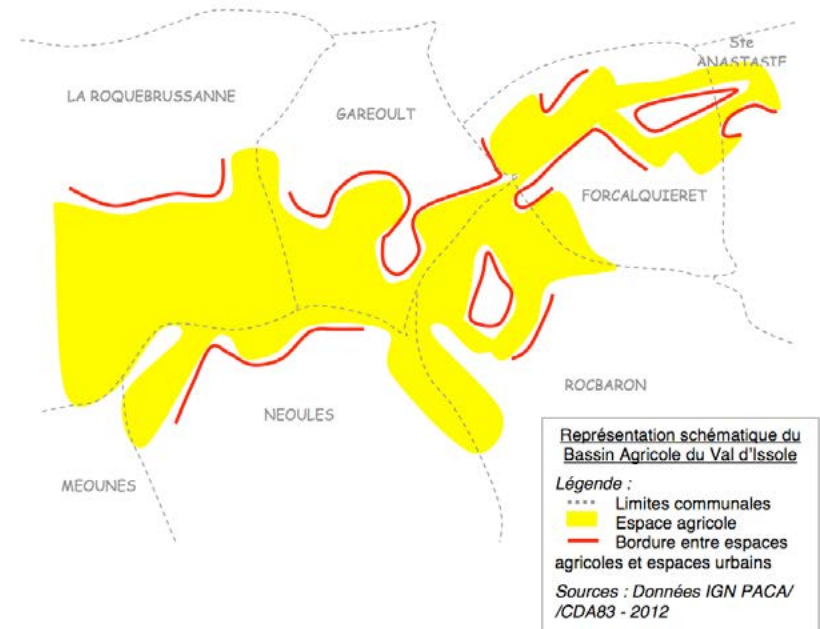 Ste
ANASTASIE
LA ROQUEBRUSSANNE
GAREOULT
FORCALQUIERET
ROCBARON
NEOULES
MEOUNES
Représentation schématique du
Bassin Agricole du Val d'Issole
Légende :
Limites communales
Espace agricole
Bordure entre espaces
agricoles et espaces urbains
Sources : Données IGN PACA/
/CDA83 - 2012